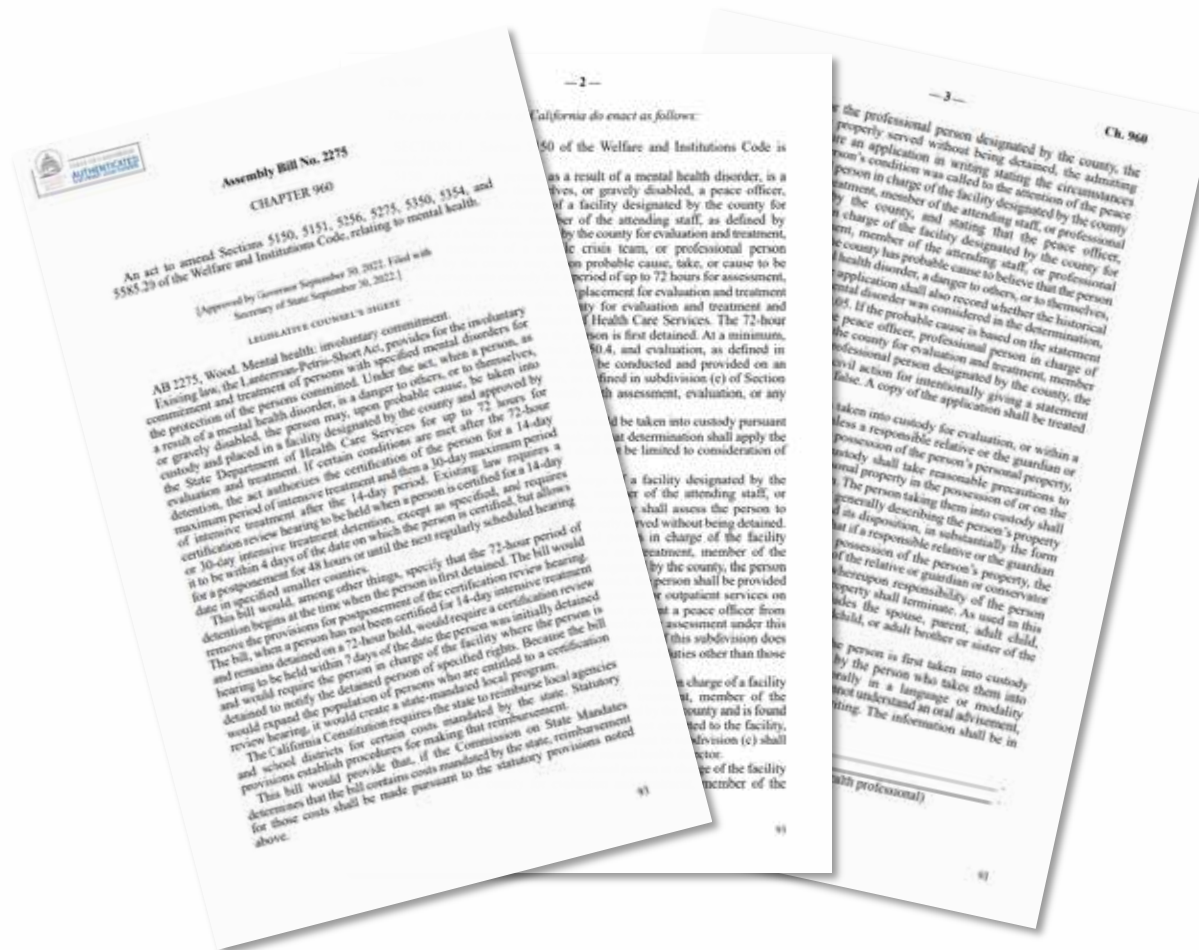 AUTHENTICATED
Assembly Bill No. 2275
CHAPTER 960
An act to amend Sections 5150, 5151, 5256, 5275, 5350, 5354, and
5585.20 of the Welfare and Institutions Code, relating to mental health.
[Approved by Governor September 30, 2022. Filed with
Secretary of State September 30, 2022.]
LEGISLATIVE COUNSEL'S DIGEST
AB 2275, Wood. Mental health: involuntary commitment.
Existing law, the Lanterman-Petris-Short Act, provides for the involuntary
commitment and treatment of persons with specified mental disorders for
the protection of the persons committed. Under the act, when a person, as
a result of a mental health disorder, is a danger to others, or to themselves,
or gravely disabled, the person may, upon probable cause, be taken into
custody and placed in a facility designated by the county and approved by
the State Department of Health Care Services for up to 72 hours for
evaluation and treatment. If certain conditions are met after the 72-hour
detention, the act authorizes the certification of the person for a 14-day
maximum period of intensive treatment and then a 30-day maximum period
of intensive treatment after the 14-day period. Existing law requires a
certification review hearing to be held when a person is certified for a 14-day
or 30-day intensive treatment detention, except as specified, and requires
it to be within 4 days of the date on which the person is certified, but allows
for a postponement for 48 hours or until the next regularly scheduled hearing
date in specified smaller counties.
This bill would, among other things, specify that the 72-hour period of
detention begins at the time when the person is first detained. The bill would
remove the provisions for postponement of the certification review hearing.
The bill, when a person has not been certified for 14-day intensive treatment
and remains detained on a 72-hour hold, would require a certification review
hearing to be held within 7 days of the date the person was initially detained
and would require the person in charge of the facility where the person is
detained to notify the detained person of specified rights. Because the bill
would expand the population of persons who are entitled to a certification
review hearing, it would create a state-mandated local program.
The California Constitution requires the state to reimburse local agencies
and school districts for certain costs mandated by the state. Statutory
provisions establish procedures for making that reimbursement.
This bill would provide that, if the Commission on State Mandates
determines that the bill contains costs mandated by the state, reimbursement
for those costs shall be made pursuant to the statutory provisions noted
above.
93
—2—
California do enact as follows:
50 of the Welfare and Institutions Code is
as a result of a mental health disorder, is a
lves, or gravely disabled, a peace officer,
of a facility designated by the county for
ber of the attending staff, as defined by
by the county for evaluation and treatment,
le crisis team, or professional person
n probable cause, take, or cause to be
period of up to 72 hours for assessment,
placement for evaluation and treatment
ty for evaluation and treatment and
Health Care Services. The 72-hour
son is first detained. At a minimum,
50.4, and evaluation, as defined in
be conducted and provided on an
fined in subdivision (e) of Section
th assessment, evaluation, or any
d be taken into custody pursuant
at determination shall apply the
be limited to consideration of
a facility designated by the
er of the attending staff, or
shall assess the person to
ved without being detained.
in charge of the facility
eatment, member of the
by the county, the person
person shall be provided
r outpatient services on
t a peace officer from
assessment under this
this subdivision does
uties other than those
n charge of a facility
nt, member of the
ounty and is found
ted to the facility,
bdivision (c) shall
ctor.
ge of the facility
member of the
93
—3—
Ch. 960
the professional person designated by the county, the
properly served without being detained, the admitting
re an application in writing stating the circumstances
rson's condition was called to the attention of the peace
person in charge of the facility designated by the county
eatment, member of the attending staff, or professional
by the county, and stating that the peace officer,
n charge of the facility designated by the county for
ent, member of the attending staff, or professional
county has probable cause to believe that the person
l health disorder, a danger to others, or to themselves,
application shall also record whether the historical
ental disorder was considered in the determination,
05. If the probable cause is based on the statement
peace officer, professional person in charge of
the county for evaluation and treatment, member
ofessional person designated by the county, the
civil action for intentionally giving a statement
false. A copy of the application shall be treated
taken into custody for evaluation, or within a
less a responsible relative or the guardian or
possession of the person's personal property,
ustody shall take reasonable precautions to
onal property in the possession of or on the
. The person taking them into custody shall
generally describing the person's property
d its disposition, in substantially the form
at if a responsible relative or the guardian
possession of the person's property, the
of the relative or guardian or conservator
thereupon responsibility of the person
operty shall terminate. As used in this
des the spouse, parent, adult child,
child, or adult brother or sister of the
e person is first taken into custody
by the person who takes them into
rally in a language or modality
not understand an oral advisement,
iting. The information shall be in
alth professional)
93